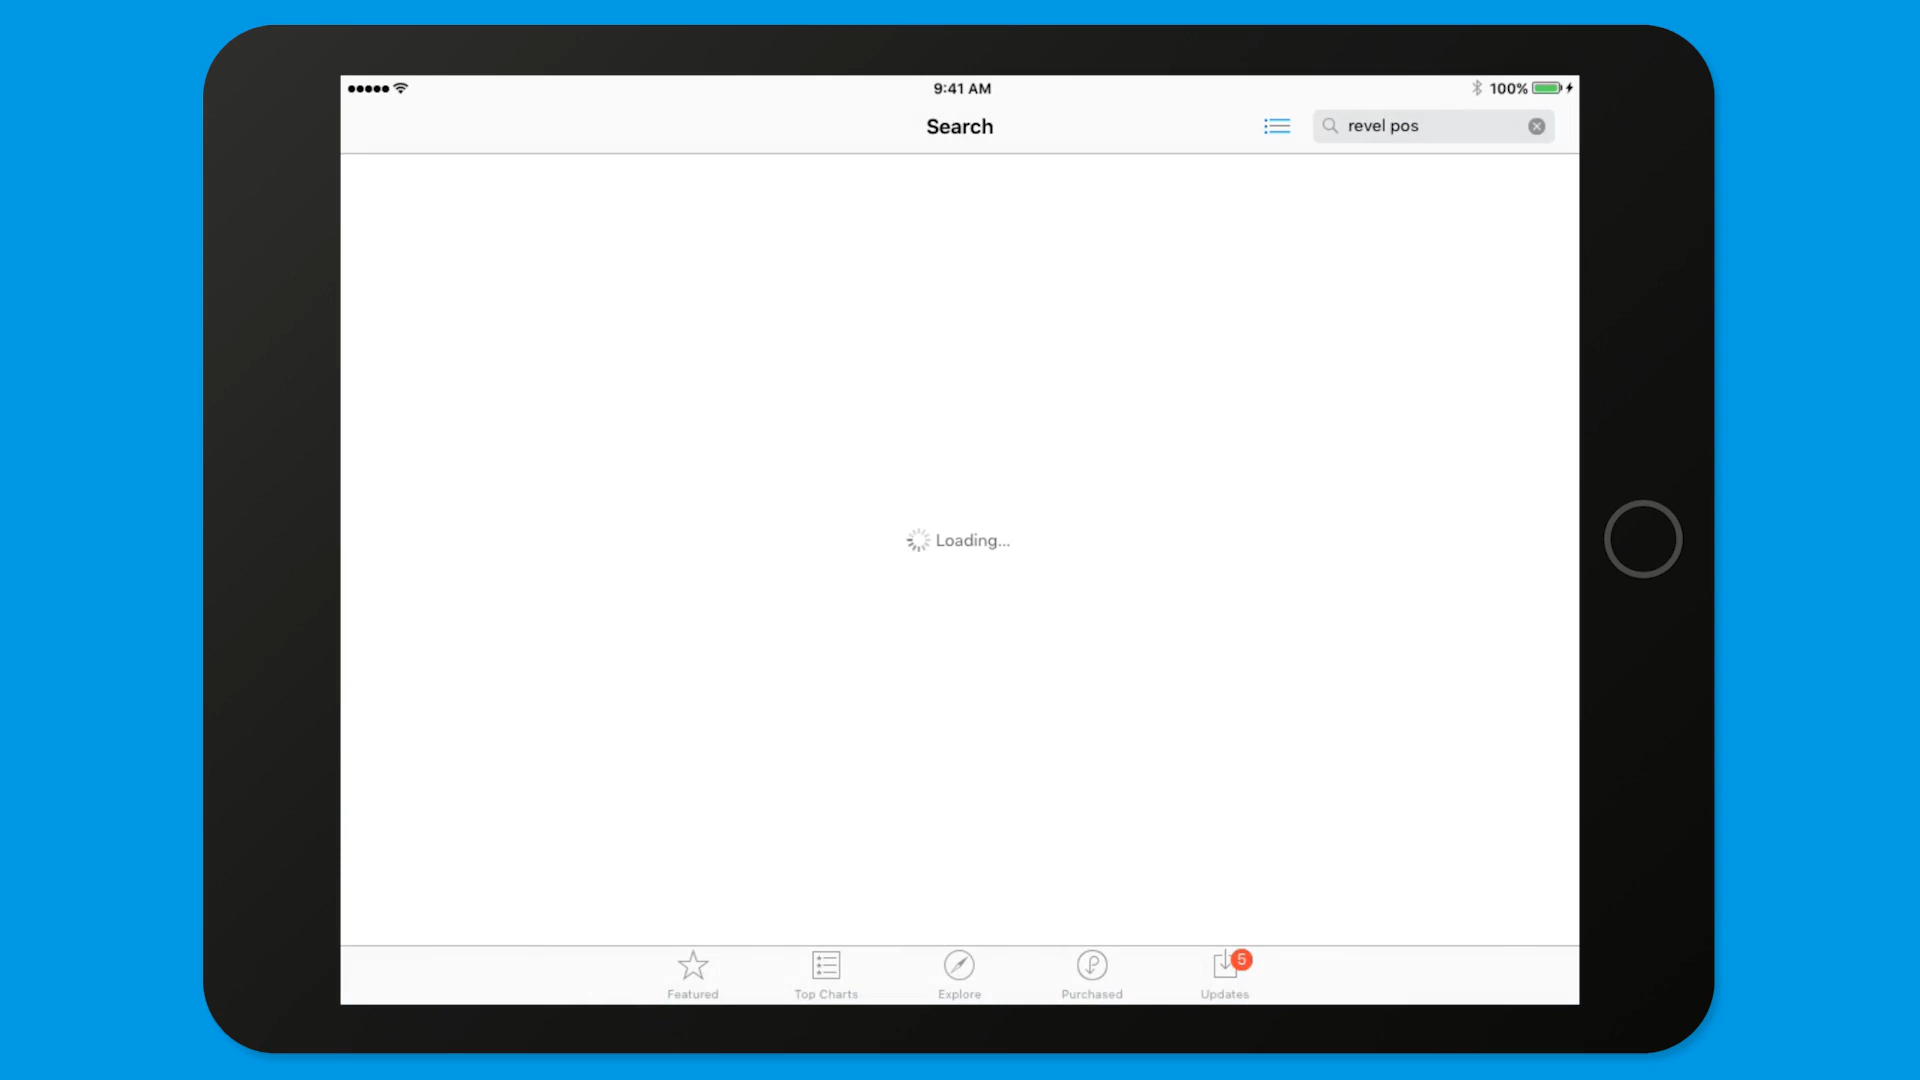 9:41 AM
100%
Search
revel pos
Loading...
Featured
Top Charts
Explore
Purchased
5
Updates